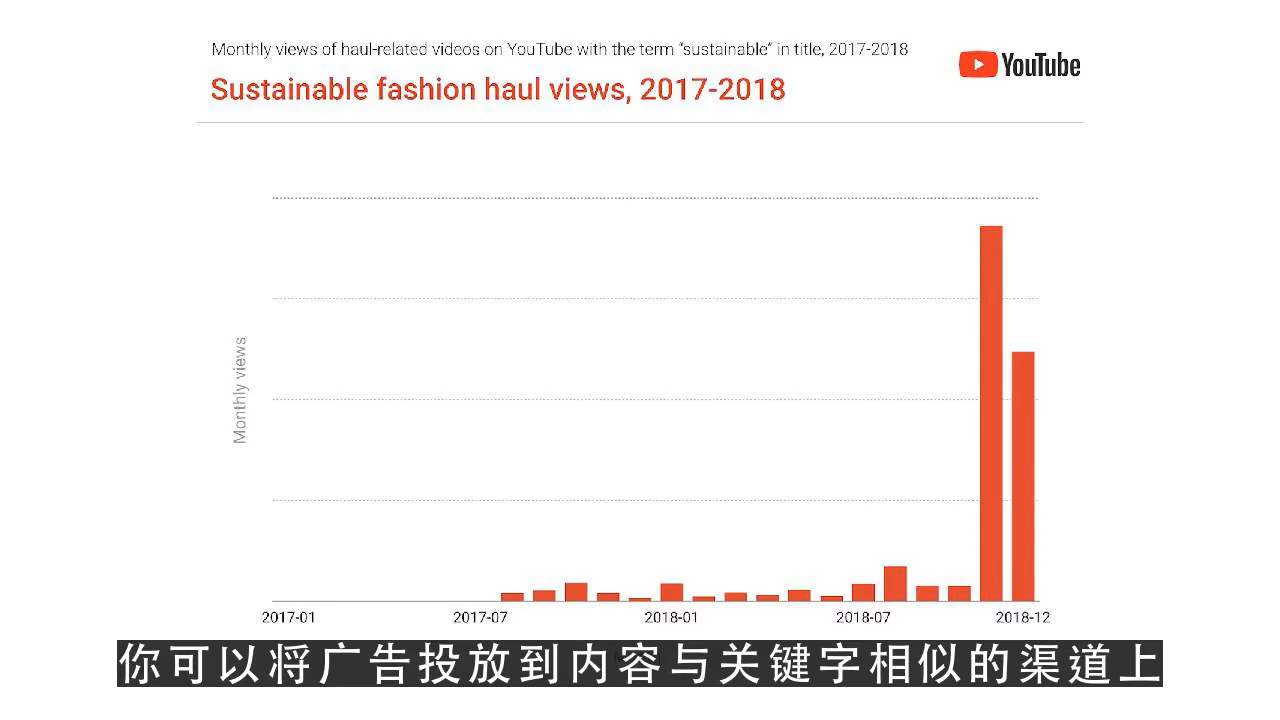 Monthly views of haul-related videos on YouTube with the term “sustainable” in title, 2017-2018
YouTube
Sustainable fashion haul views, 2017-2018
Monthly views
2017-01
2017-07
2018-01
2018-07
2018-12
你可以将广告投放到内容与关键字相似的渠道上